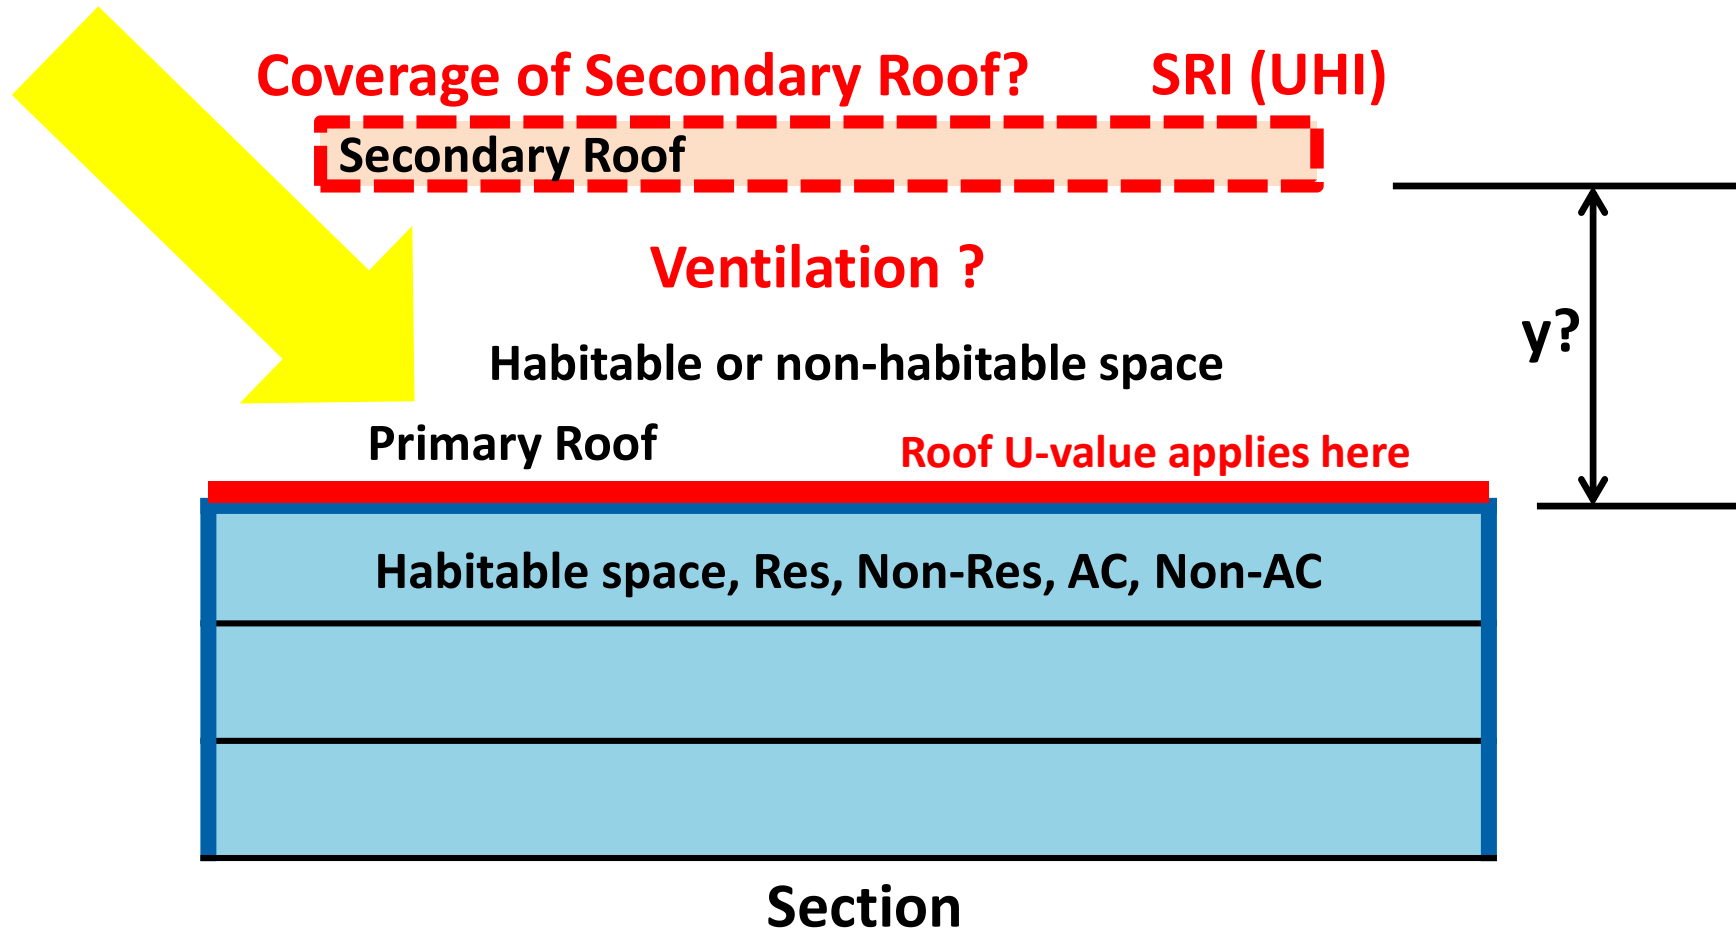 Coverage of Secondary Roof? SRI (UHI)
Secondary Roof
Ventilation ?
y?
Habitable or non-habitable space
Primary Roof
Roof U-value applies here
Habitable space, Res, Non-Res, AC, Non-AC
Section